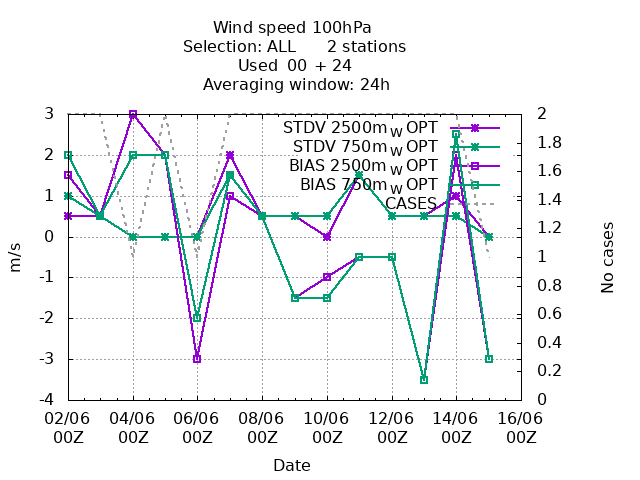 Wind speed 100hPa
Selection: ALL 2 stations
Used 00 + 24
Averaging window: 24h
STDV 2500m W OPT
STDV 750m W OPT
BIAS 2500m W OPT
BIAS 750m W OPT
CASES
m/s
3
2
1
0
-1
-2
-3
-4
No cases
2
1.8
1.6
1.4
1.2
1
0.8
0.6
0.4
0.2
0
02/06 04/06 06/06 08/06 10/06 12/06 14/06 16/06
00Z 00Z 00Z 00Z 00Z 00Z 00Z 00Z
Date